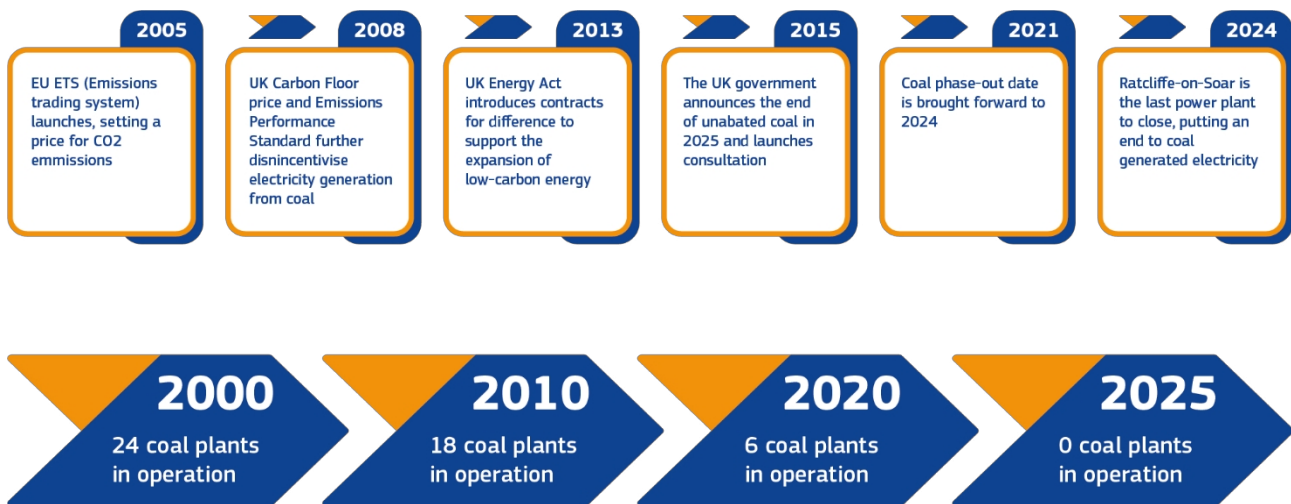 2005
EU ETS (Emissions
trading system)
launches, setting a
price for CO2
emmissions
2008
UK Carbon Floor
price and Emissions
Performance
Standard further
disnincentivise
electricity generation
from coal
2013
UK Energy Act
introduces contracts
for difference to
support the
expansion of
low-carbon energy
2015
The UK government
announces the end
of unabated coal in
2025 and launches
consultation
2021
Coal phase-out date
is brought forward to
2024
2024
Ratcliffe-on-Soar is
the last power plant
to close, putting an
end to coal
generated electricity
2000
24 coal plants
in operation
2010
18 coal plants
in operation
2020
6 coal plants
in operation
2025
0 coal plants
in operation